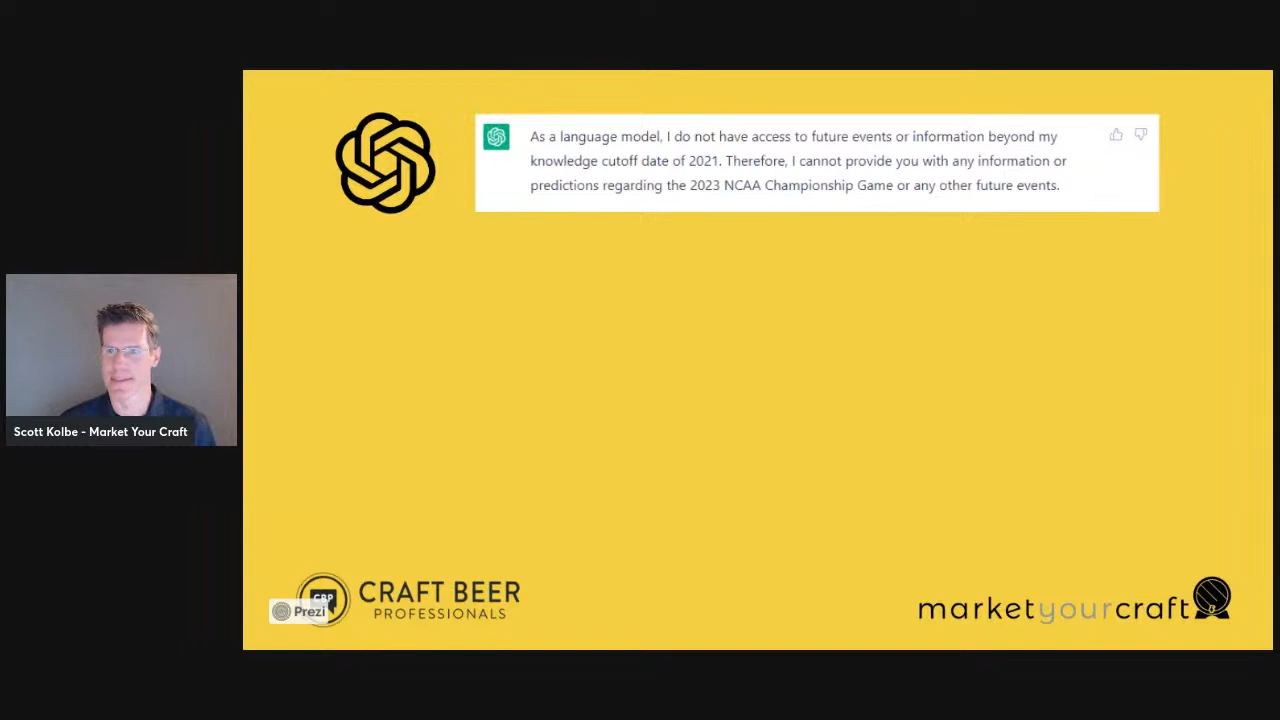 As a language model, I do not have access to future events or information beyond my
knowledge cutoff date of 2021. Therefore, I cannot provide you with any information or
predictions regarding the 2023 NCAA Championship Game or any other future events.
Scott Kolbe - Market Your Craft
CBP
Prezi
CRAFT BEER
PROFESSIONALS
marketyourcraft